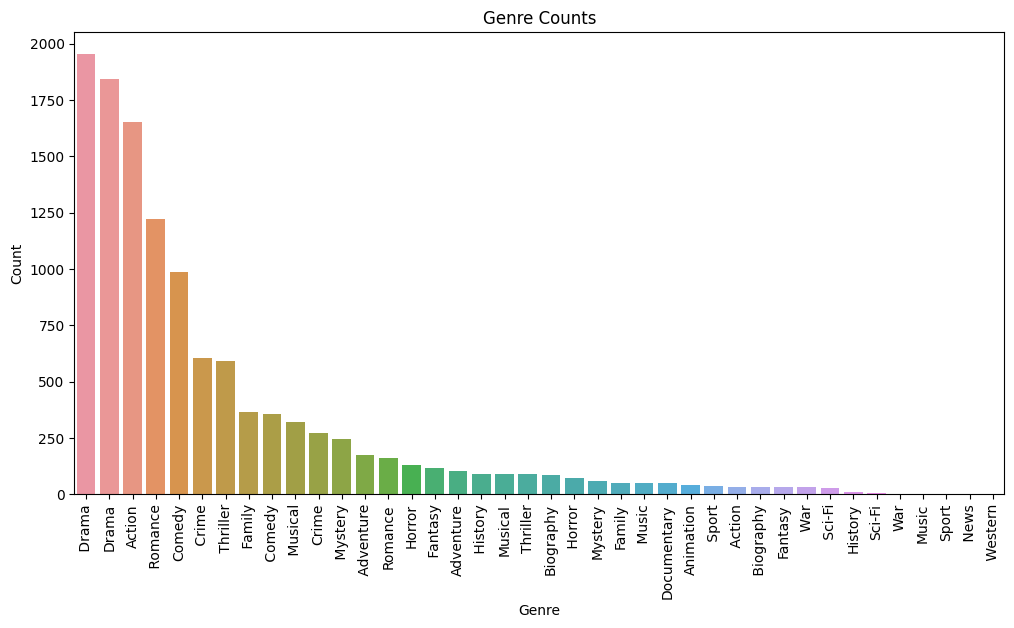 Genre Counts
2000
1750
1500
1250
1000
750
500
250
0
Count
Drama
Drama
Action
Romance
Comedy
Crime
Thriller
Family
Comedy
Musical
Crime
Mystery
Adventure
Romance
Horror
Fantasy
Adventure
History
Musical
Thriller
Biography
Horror
Mystery
Family
Music
Documentary
Animation
Sport
Action
Biography
Fantasy
War
Sci-Fi
History
Sci-Fi
War
Music
Sport
News
Western
Genre